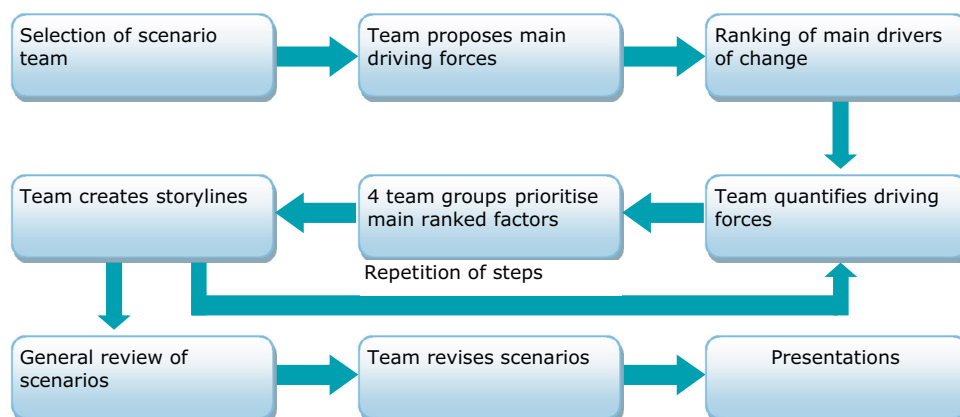 Selection of scenario
team
Team proposes main
driving forces
Ranking of main drivers
of change
Team creates storylines
4 team groups prioritise
main ranked factors
Team quantifies driving
forces
Repetition of steps
General review of
scenarios
Team revises scenarios
Presentations